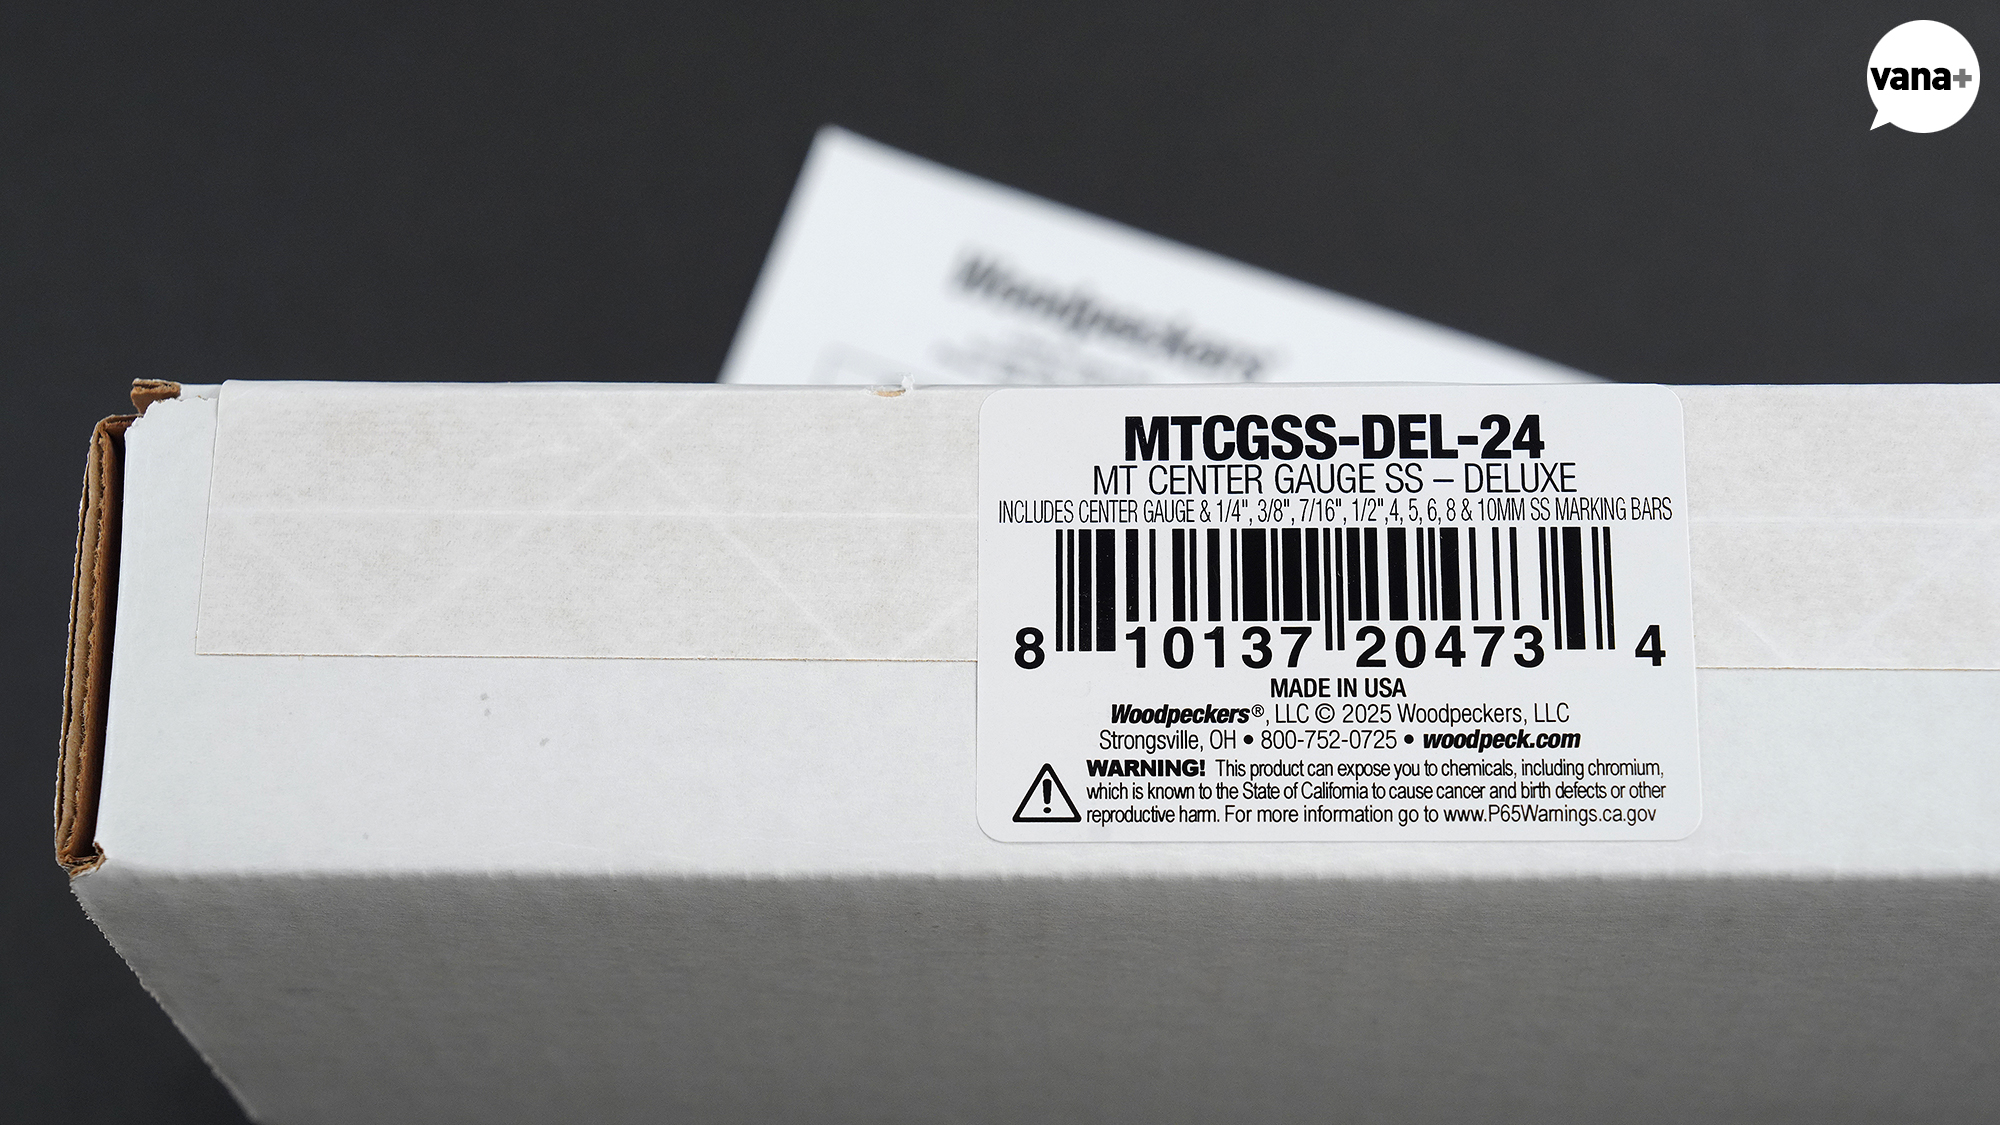 vana+
Woodpeckers
MTCGSS-DEL-24
MT CENTER GAUGE SS – DELUXE
INCLUDES CENTER GAUGE & 1/4", 3/8", 7/16", 1/2",4, 5, 6, 8 & 10MM SS MARKING BARS
8 10137 20473 4
MADE IN USA
Woodpeckers®, LLC © 2025 Woodpeckers, LLC
Strongsville, OH • 800-752-0725 • woodpeck.com
WARNING! This product can expose you to chemicals, including chromium,
which is known to the State of California to cause cancer and birth defects or other
reproductive harm. For more information go to www.P65Warnings.ca.gov